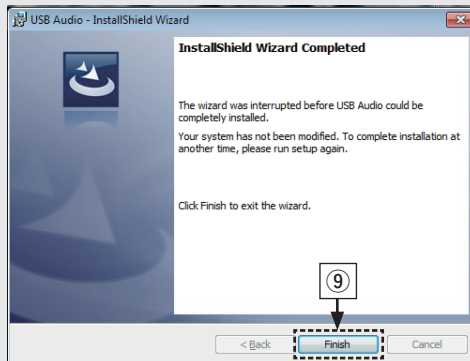 USB Audio - InstallShield Wizard
InstallShield Wizard Completed
The wizard was interrupted before USB Audio could be
completely installed.
Your system has not been modified. To complete installation at
another time, please run setup again.
Click Finish to exit the wizard.
⑨
< Back Finish Cancel